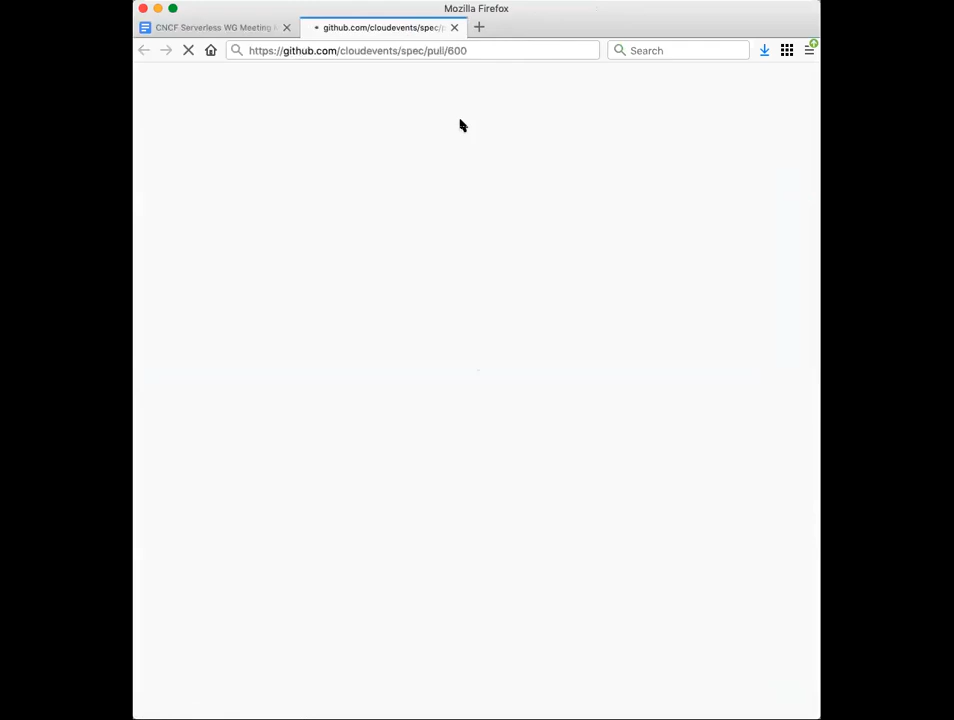 Mozilla Firefox
CNCF Serverless WG Meeting
github.com/cloudevents/spec/p
https://github.com/cloudevents/spec/pull/600
Search